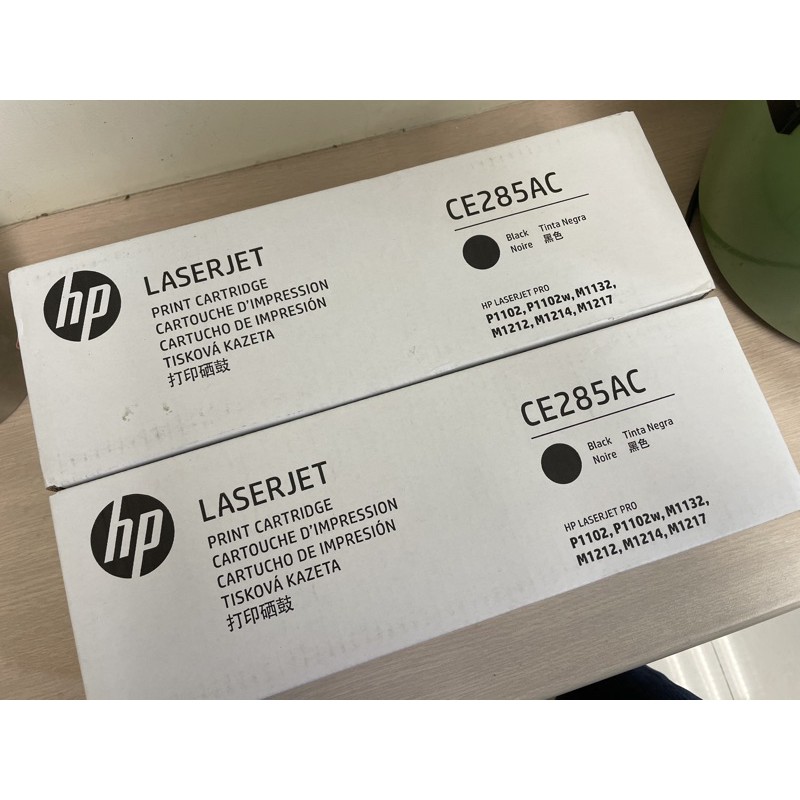 hp
LASERJET
PRINT CARTRIDGE
CARTOUCHE D'IMPRESSION
CARTUCHO DE IMPRESIÓN
TISKOVÁ KAZETA
打印硒鼓
CE285AC
Black Tinta Negra
Noire 黑色
HP LASERJET PRO
P1102, P1102w, M1132,
M1212, M1214, M1217
hp
LASERJET
PRINT CARTRIDGE
CARTOUCHE D'IMPRESSION
CARTUCHO DE IMPRESIÓN
TISKOVÁ KAZETA
打印硒鼓
CE285AC
Black Tinta Negra
Noire 黑色
HP LASERJET PRO
P1102, P1102w, M1132,
M1212, M1214, M1217